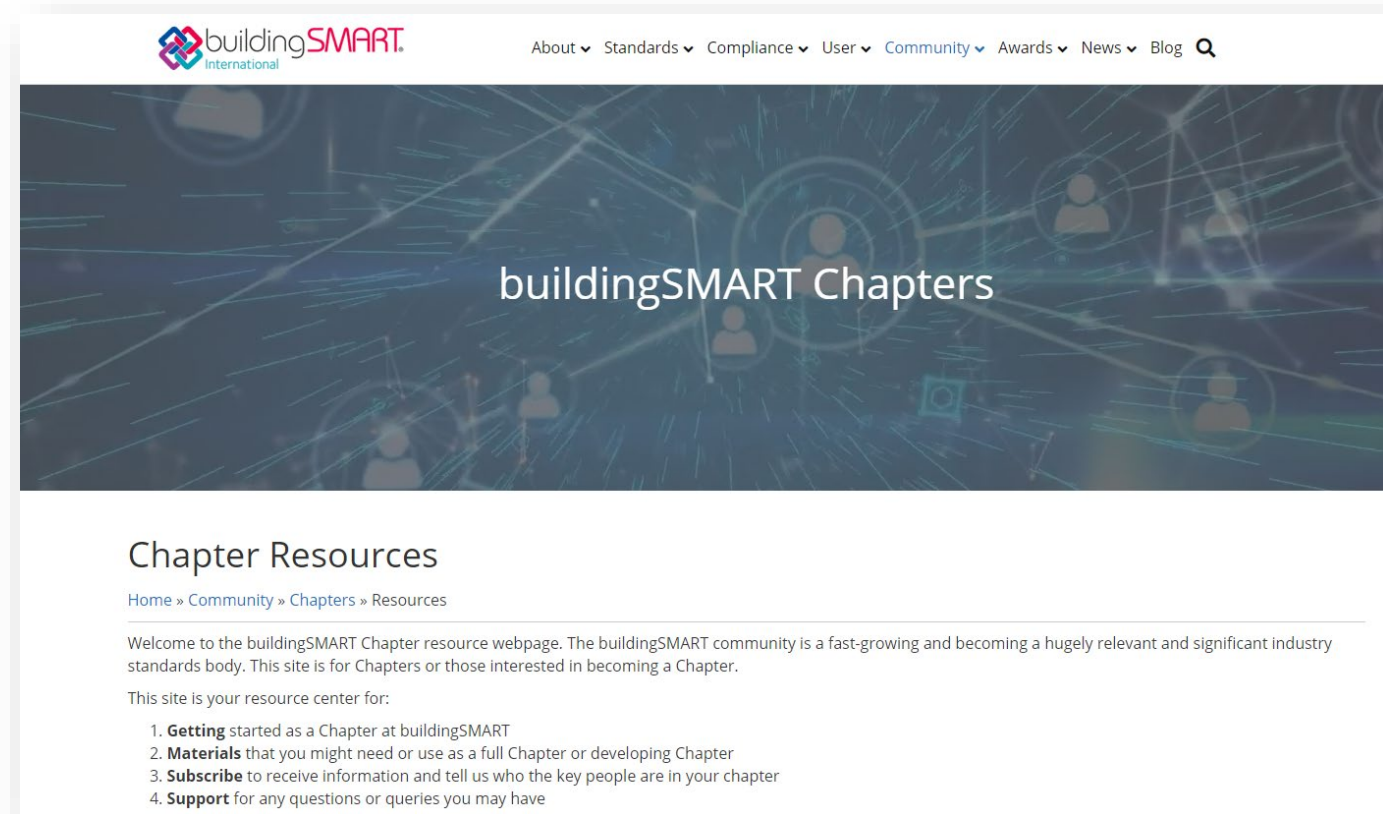 buildingSMART®
International
About Standards Compliance User Community Awards News Blog
buildingSMART Chapters
Chapter Resources
Home » Community » Chapters » Resources
Welcome to the buildingSMART Chapter resource webpage. The buildingSMART community is a fast-growing and becoming a hugely relevant and significant industry
standards body. This site is for Chapters or those interested in becoming a Chapter.
This site is your resource center for:
1. Getting started as a Chapter at buildingSMART
2. Materials that you might need or use as a full Chapter or developing Chapter
3. Subscribe to receive information and tell us who the key people are in your chapter
4. Support for any questions or queries you may have